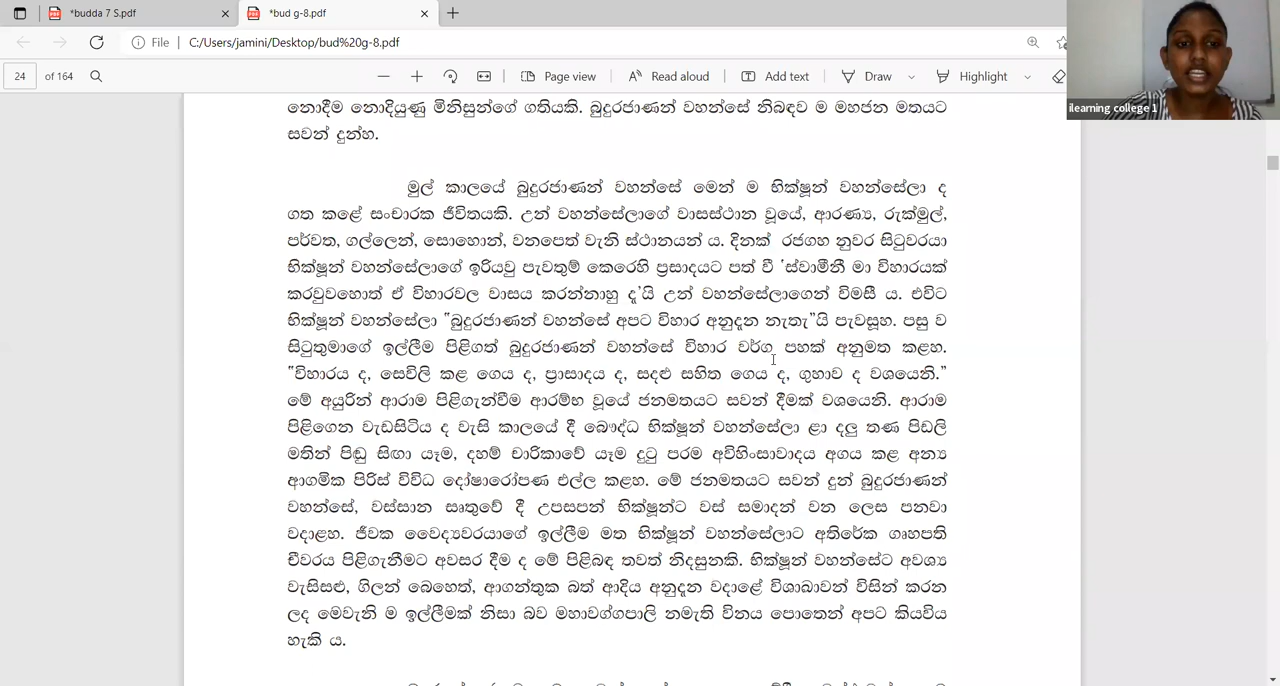 *budda 7 S.pdf
*bud g-8.pdf
File C:/Users/jamini/Desktop/bud%20g-8.pdf
24 of 164 Page view Read aloud Add text Draw Highlight
ilearning college 1
නොදීම නොදියුණු මිනිසුන්ගේ ගතියකි. බුදුරජාණන් වහන්සේ නිබඳව ම මහජන මතයට
සවන් දුන්හ.
මුල් කාලයේ බුදුරජාණන් වහන්සේ මෙන් ම භික්ෂූන් වහන්සේලා ද
ගත කළේ සංචාරක ජීවිතයකි. උන් වහන්සේලාගේ වාසස්ථාන වූයේ, ආරණ්‍ය, රුක්මුල්,
පර්වත, ගල්ලෙන්, සොහොන්, වනපෙත් වැනි ස්ථානයන් ය. දිනක් රජගහ නුවර සිටුවරයා
භික්ෂූන් වහන්සේලාගේ ඉරියවු පැවතුම් කෙරෙහි ප්‍රසාදයට පත් වී 'ස්වාමීනී මා විහාරයක්
කරවුවහොත් ඒ විහාරවල වාසය කරන්නාහු දැ'යි උන් වහන්සේලාගෙන් විමසී ය. එවිට
භික්ෂූන් වහන්සේලා "බුදුරජාණන් වහන්සේ අපට විහාර අනුදැන නැතැ"යි පැවසූහ. පසු ව
සිටුතුමාගේ ඉල්ලීම පිළිගත් බුදුරජාණන් වහන්සේ විහාර වර්ග පහක් අනුමත කළහ.
"විහාරය ද, සෙවිලි කළ ගෙය ද, ප්‍රාසාදය ද, සඳළු සහිත ගෙය ද, ගුහාව ද වශයෙනි."
මේ අයුරින් ආරාම පිළිගැන්වීම ආරම්භ වූයේ ජනමතයට සවන් දීමක් වශයෙනි. ආරාම
පිළිගෙන වැඩසිටිය ද වැසි කාලයේ දී බෞද්ධ භික්ෂූන් වහන්සේලා ළා දලු තණ පිඩලි
මතින් පිඬු සිඟා යෑම, දහම් චාරිකාවේ යෑම දුටු පරම අවිහිංසාවාදය අගය කළ අන්‍ය
ආගමික පිරිස් විවිධ දෝෂාරෝපණ එල්ල කළහ. මේ ජනමතයට සවන් දුන් බුදුරජාණන්
වහන්සේ, වස්සාන සෘතුවේ දී උපසපන් භික්ෂූන්ට වස් සමාදන් වන ලෙස පනවා
වදාළහ. ජීවක වෛද්‍යවරයාගේ ඉල්ලීම මත භික්ෂූන් වහන්සේලාට අතිරේක ගෘහපති
චීවරය පිළිගැනීමට අවසර දීම ද මේ පිළිබඳ තවත් නිදසුනකි. භික්ෂූන් වහන්සේට අවශ්‍ය
වැසිසළු, ගිලන් බෙහෙත්, ආගන්තුක බත් ආදිය අනුදැන වදාළේ විශාඛාවන් විසින් කරන
ලද මෙවැනි ම ඉල්ලීමක් නිසා බව මහාවග්ගපාලි නමැති විනය පොතෙන් අපට කියවිය
හැකි ය.